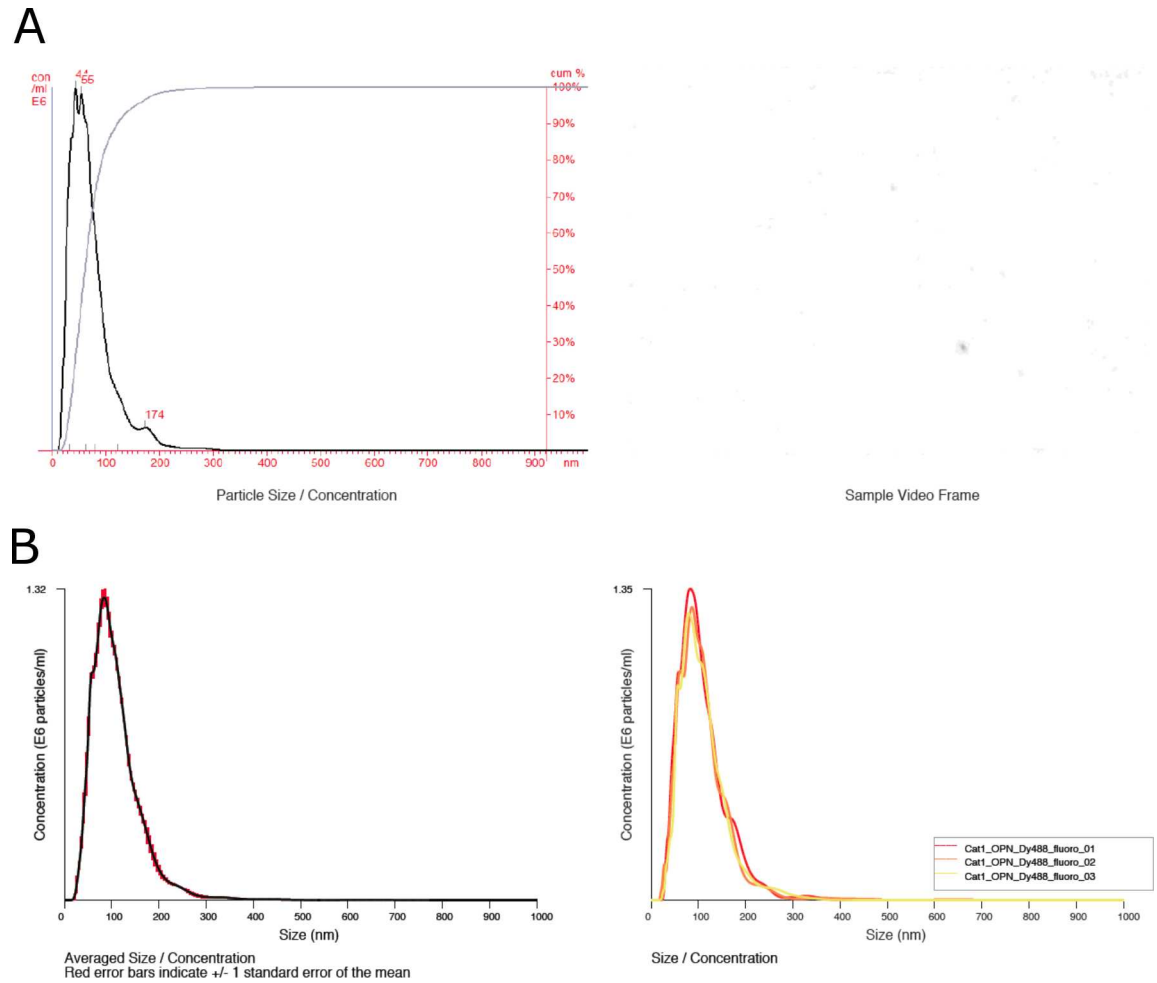 A
con
/ml
E6
44
55
174
cum %
100%
90%
80%
70%
60%
50%
40%
30%
20%
10%
0 100 200 300 400 500 600 700 800 900 nm
Particle Size / Concentration
Sample Video Frame
B
1.32
Concentration (E6 particles/ml)
0 100 200 300 400 500 600 700 800 900 1000
Size (nm)
Averaged Size / Concentration
Red error bars indicate +/- 1 standard error of the mean
1.35
Concentration (E6 particles/ml)
Cat1_OPN_Dy488_fluoro_01
Cat1_OPN_Dy488_fluoro_02
Cat1_OPN_Dy488_fluoro_03
0 100 200 300 400 500 600 700 800 900 1000
Size (nm)
Size / Concentration